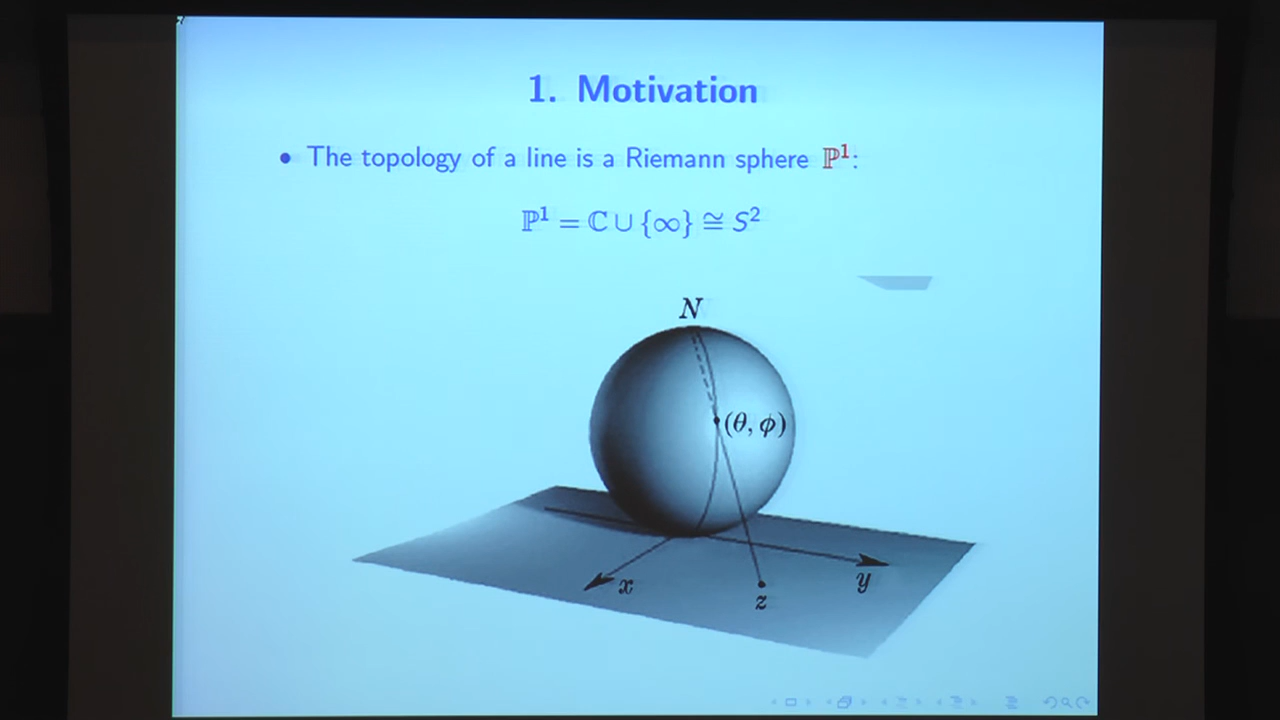 1. Motivation
• The topology of a line is a Riemann sphere ℙ¹:
ℙ¹ = ℂ ∪ {∞} ≅ S²
N
(θ, ϕ)
x
y
z